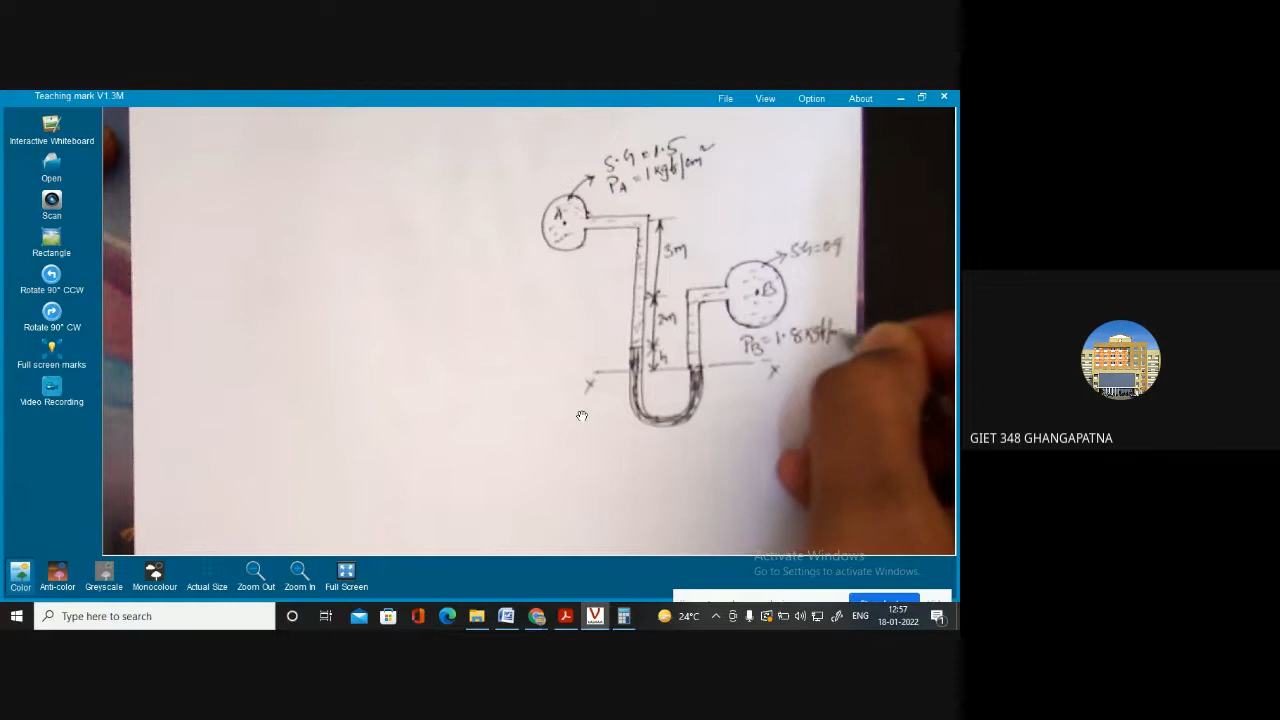 Teaching mark V1.3M
File View Option About
Interactive Whiteboard
Open
Scan
Rectangle
Rotate 90° CCW
Rotate 90° CW
Full screen marks
Video Recording
S.G = 1.5
PA = 1 kgf/cm²
A
3m
SG=0.9
B
2m
PB = 1.8 kgf/
h
X
X
GIET 348 GHANGAPATNA
Activate Windows
Go to Settings to activate Windows.
Color Anti-color Greyscale Monocolour Actual Size Zoom Out Zoom In Full Screen
Type here to search
24°C
ENG
12:57
18-01-2022